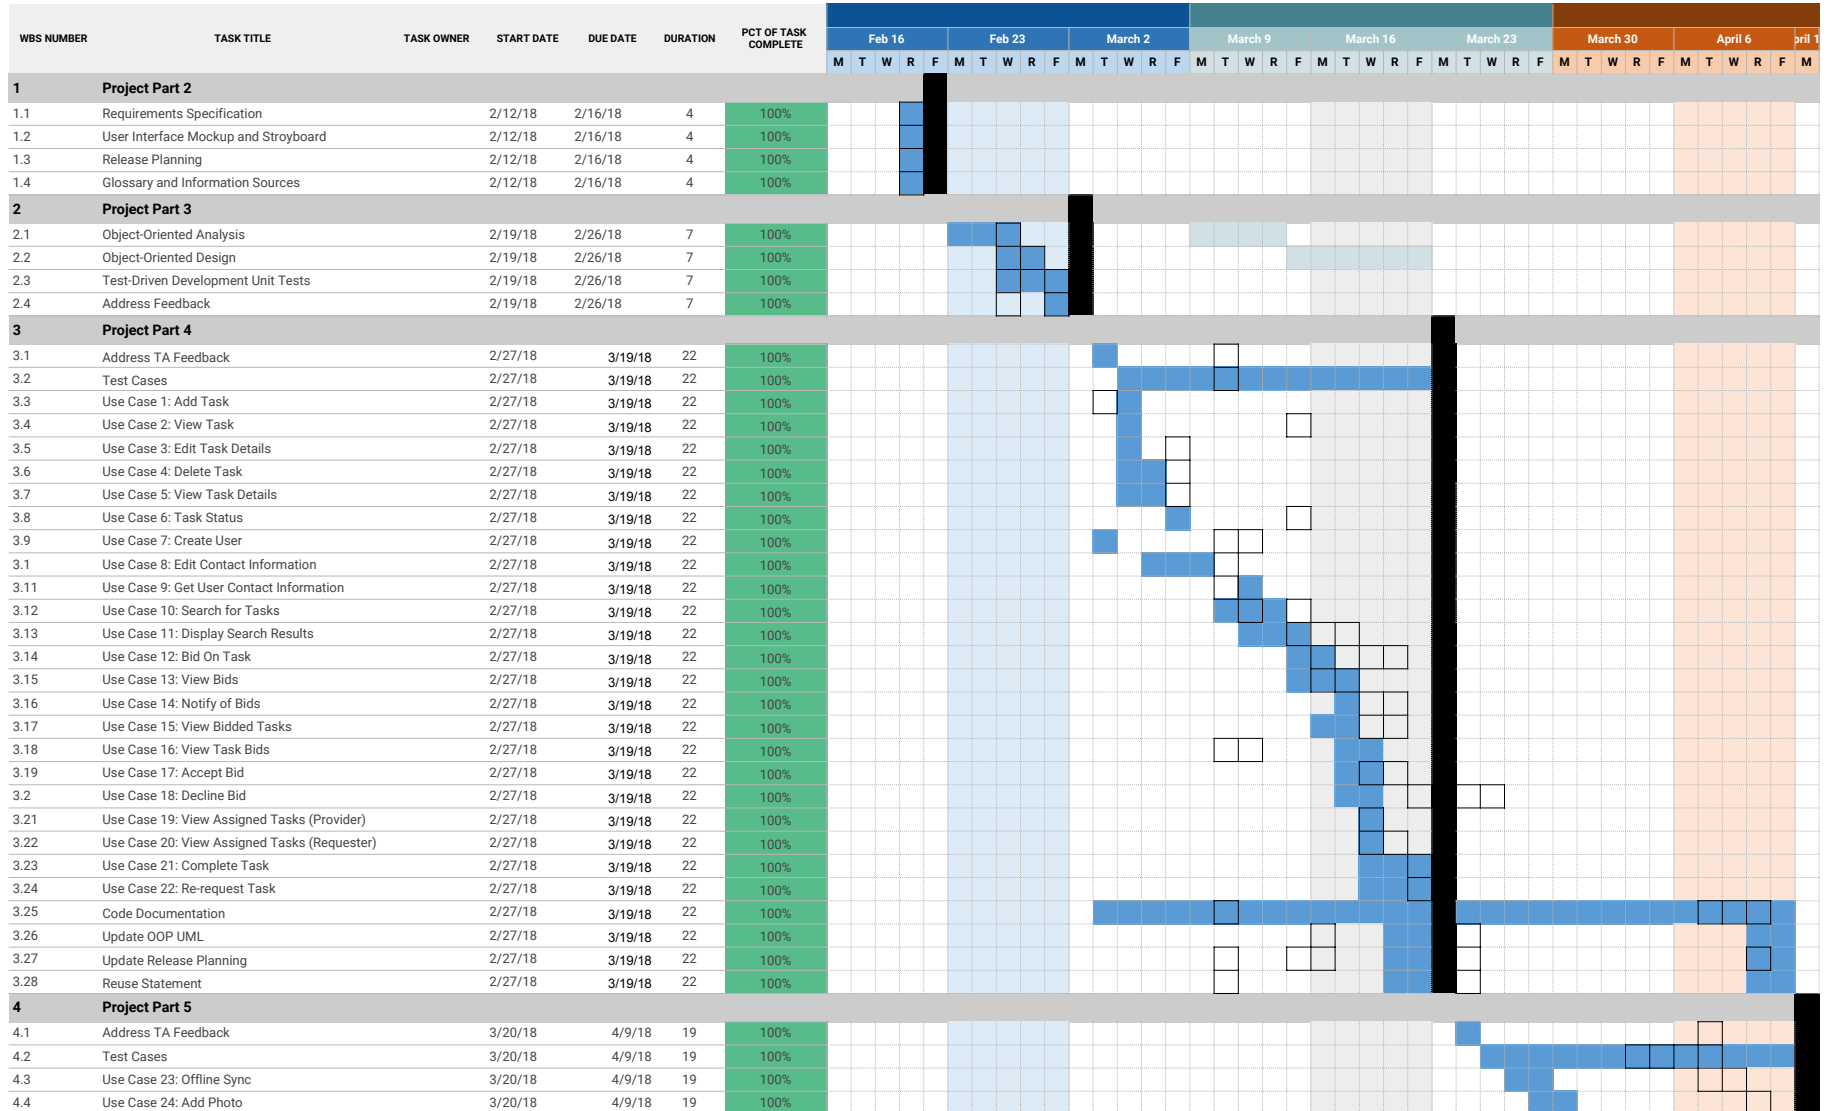 WBS NUMBER TASK TITLE TASK OWNER START DATE DUE DATE DURATION PCT OF TASK COMPLETE
Feb 16 Feb 23 March 2 March 9 March 16 March 23 March 30 April 6 pril 1
M T W R F M T W R F M T W R F M T W R F M T W R F M T W R F M T W R F M T W R F M
1 Project Part 2
1.1 Requirements Specification 2/12/18 2/16/18 4 100%
1.2 User Interface Mockup and Stroyboard 2/12/18 2/16/18 4 100%
1.3 Release Planning 2/12/18 2/16/18 4 100%
1.4 Glossary and Information Sources 2/12/18 2/16/18 4 100%
2 Project Part 3
2.1 Object-Oriented Analysis 2/19/18 2/26/18 7 100%
2.2 Object-Oriented Design 2/19/18 2/26/18 7 100%
2.3 Test-Driven Development Unit Tests 2/19/18 2/26/18 7 100%
2.4 Address Feedback 2/19/18 2/26/18 7 100%
3 Project Part 4
3.1 Address TA Feedback 2/27/18 3/19/18 22 100%
3.2 Test Cases 2/27/18 3/19/18 22 100%
3.3 Use Case 1: Add Task 2/27/18 3/19/18 22 100%
3.4 Use Case 2: View Task 2/27/18 3/19/18 22 100%
3.5 Use Case 3: Edit Task Details 2/27/18 3/19/18 22 100%
3.6 Use Case 4: Delete Task 2/27/18 3/19/18 22 100%
3.7 Use Case 5: View Task Details 2/27/18 3/19/18 22 100%
3.8 Use Case 6: Task Status 2/27/18 3/19/18 22 100%
3.9 Use Case 7: Create User 2/27/18 3/19/18 22 100%
3.1 Use Case 8: Edit Contact Information 2/27/18 3/19/18 22 100%
3.11 Use Case 9: Get User Contact Information 2/27/18 3/19/18 22 100%
3.12 Use Case 10: Search for Tasks 2/27/18 3/19/18 22 100%
3.13 Use Case 11: Display Search Results 2/27/18 3/19/18 22 100%
3.14 Use Case 12: Bid On Task 2/27/18 3/19/18 22 100%
3.15 Use Case 13: View Bids 2/27/18 3/19/18 22 100%
3.16 Use Case 14: Notify of Bids 2/27/18 3/19/18 22 100%
3.17 Use Case 15: View Bidded Tasks 2/27/18 3/19/18 22 100%
3.18 Use Case 16: View Task Bids 2/27/18 3/19/18 22 100%
3.19 Use Case 17: Accept Bid 2/27/18 3/19/18 22 100%
3.2 Use Case 18: Decline Bid 2/27/18 3/19/18 22 100%
3.21 Use Case 19: View Assigned Tasks (Provider) 2/27/18 3/19/18 22 100%
3.22 Use Case 20: View Assigned Tasks (Requester) 2/27/18 3/19/18 22 100%
3.23 Use Case 21: Complete Task 2/27/18 3/19/18 22 100%
3.24 Use Case 22: Re-request Task 2/27/18 3/19/18 22 100%
3.25 Code Documentation 2/27/18 3/19/18 22 100%
3.26 Update OOP UML 2/27/18 3/19/18 22 100%
3.27 Update Release Planning 2/27/18 3/19/18 22 100%
3.28 Reuse Statement 2/27/18 3/19/18 22 100%
4 Project Part 5
4.1 Address TA Feedback 3/20/18 4/9/18 19 100%
4.2 Test Cases 3/20/18 4/9/18 19 100%
4.3 Use Case 23: Offline Sync 3/20/18 4/9/18 19 100%
4.4 Use Case 24: Add Photo 3/20/18 4/9/18 19 100%